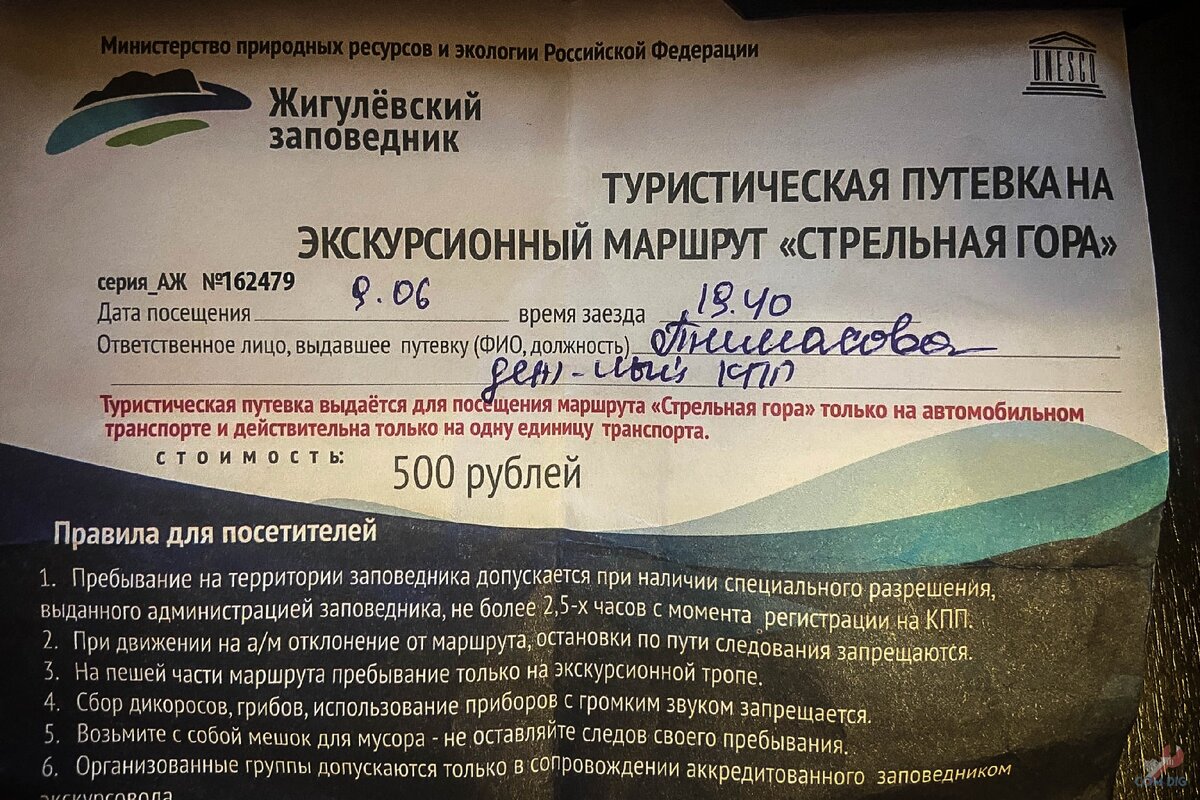 Министерство природных ресурсов и экологии Российской Федерации
UNESCO
Жигулёвский
заповедник
ТУРИСТИЧЕСКАЯ ПУТЕВКА НА
ЭКСКУРСИОННЫЙ МАРШРУТ «СТРЕЛЬНАЯ ГОРА»
серия_АЖ №162479
Дата посещения 9.06 время заезда 19.40
Ответственное лицо, выдавшее путевку (ФИО, должность)
КПП
Туристическая путевка выдаётся для посещения маршрута «Стрельная гора» только на автомобильном
транспорте и действительна только на одну единицу транспорта.
стоимость: 500 рублей
Правила для посетителей
1. Пребывание на территории заповедника допускается при наличии специального разрешения,
выданного администрацией заповедника, не более 2,5-х часов с момента регистрации на КПП.
2. При движении на а/м отклонение от маршрута, остановки по пути следования запрещаются.
3. На пешей части маршрута пребывание только на экскурсионной тропе.
4. Сбор дикоросов, грибов, использование приборов с громким звуком запрещается.
5. Возьмите с собой мешок для мусора - не оставляйте следов своего пребывания.
6. Организованные группы допускаются только в сопровождении аккредитованного заповедником
экскурсовода